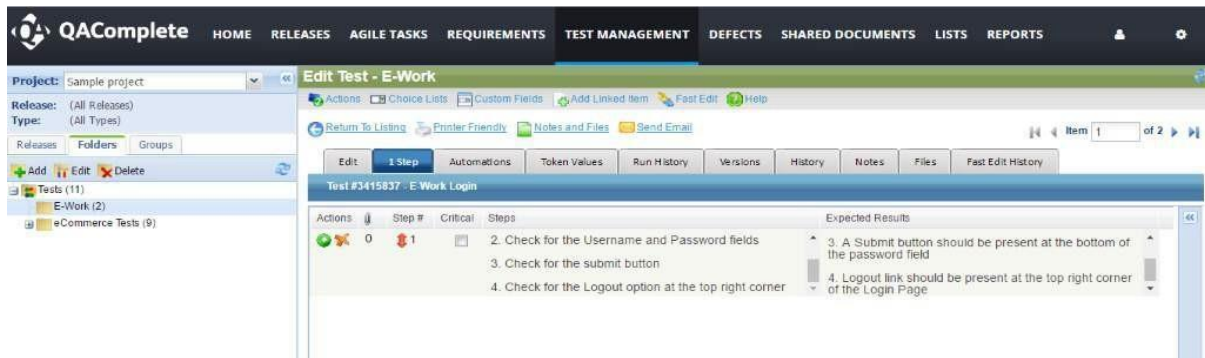 QAComplete HOME RELEASES AGILE TASKS REQUIREMENTS TEST MANAGEMENT DEFECTS SHARED DOCUMENTS LISTS REPORTS
Project: Sample project
Release: (All Releases)
Type: (All Types)
Releases Folders Groups
Add Edit Delete
Tests (11)
E-Work (2)
eCommerce Tests (9)
Edit Test - E-Work
Actions Choice Lists Custom Fields Add Linked Item Fast Edit Help
Return To Listing Printer Friendly Notes and Files Send Email Item 1 of 2
Edit 1 Step Automations Token Values Run History Versions History Notes Files Fast Edit History
Test #3415837 - E-Work Login
Actions Step # Critical Steps Expected Results
0 1
2. Check for the Username and Password fields
3. Check for the submit button
4. Check for the Logout option at the top right corner
3. A Submit button should be present at the bottom of
the password field
4. Logout link should be present at the top right corner
of the Login Page